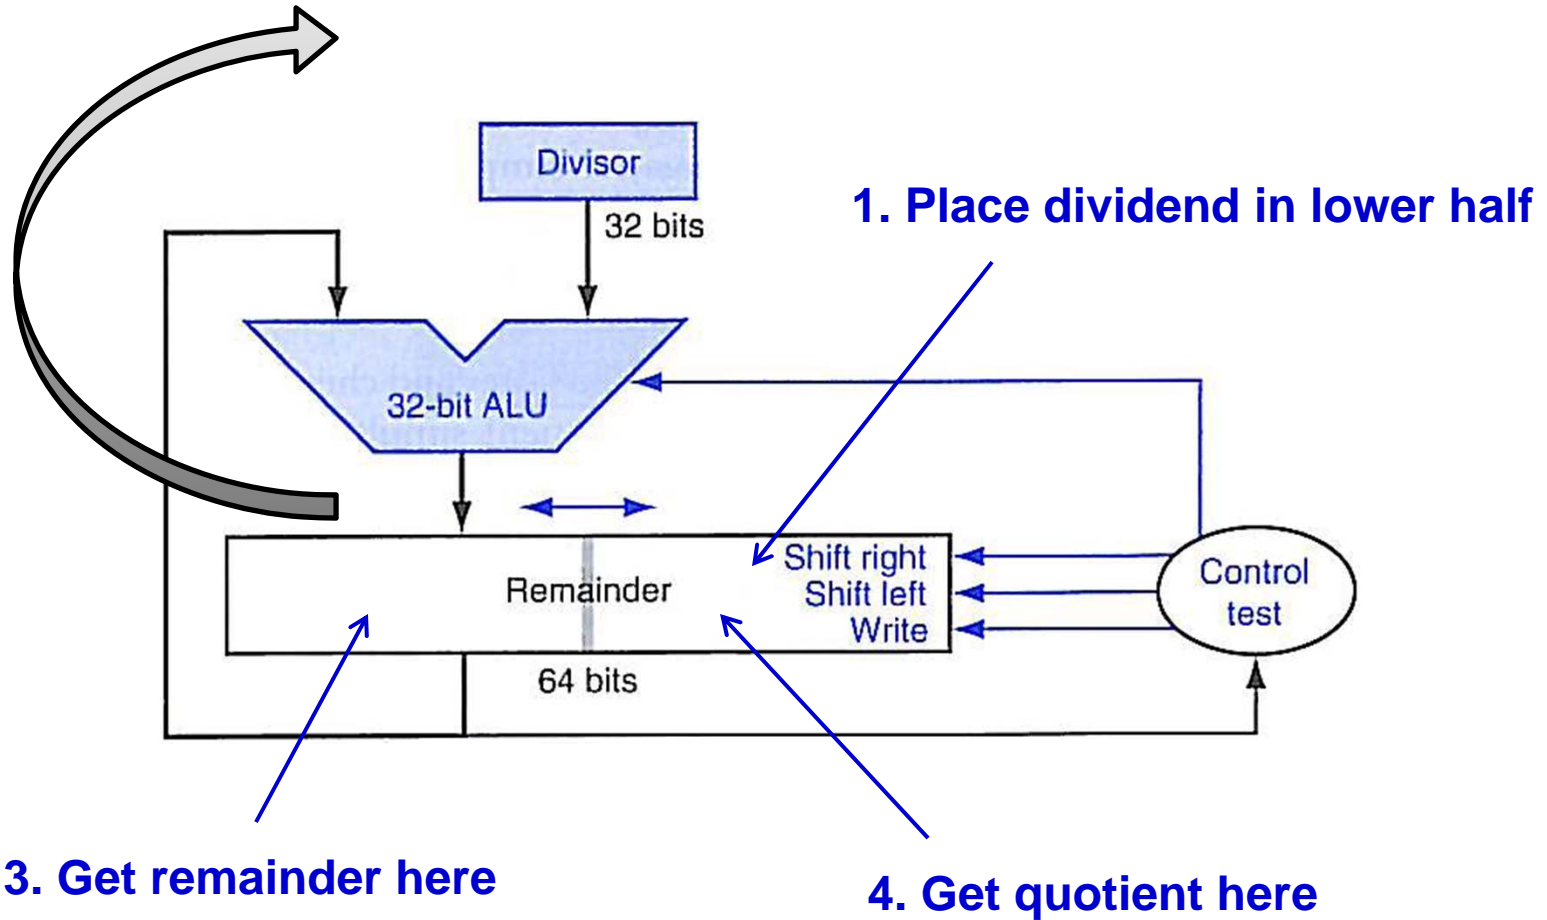 Divisor
1. Place dividend in lower half
32 bits
32-bit ALU
Remainder
Shift right
Shift left
Write
Control
test
64 bits
3. Get remainder here
4. Get quotient here